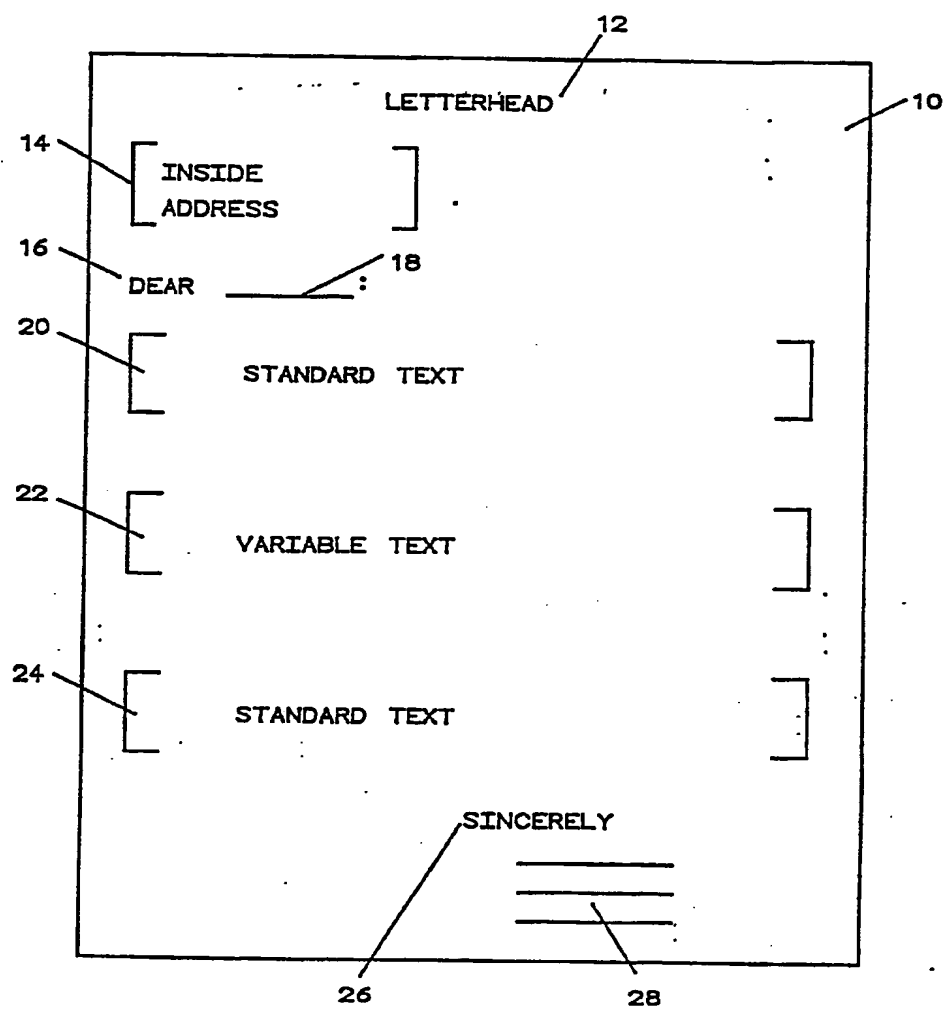 12
LETTERHEAD
10
14
INSIDE
ADDRESS
16
18
DEAR ________ :
20
STANDARD TEXT
22
VARIABLE TEXT
24
STANDARD TEXT
SINCERELY
26
28